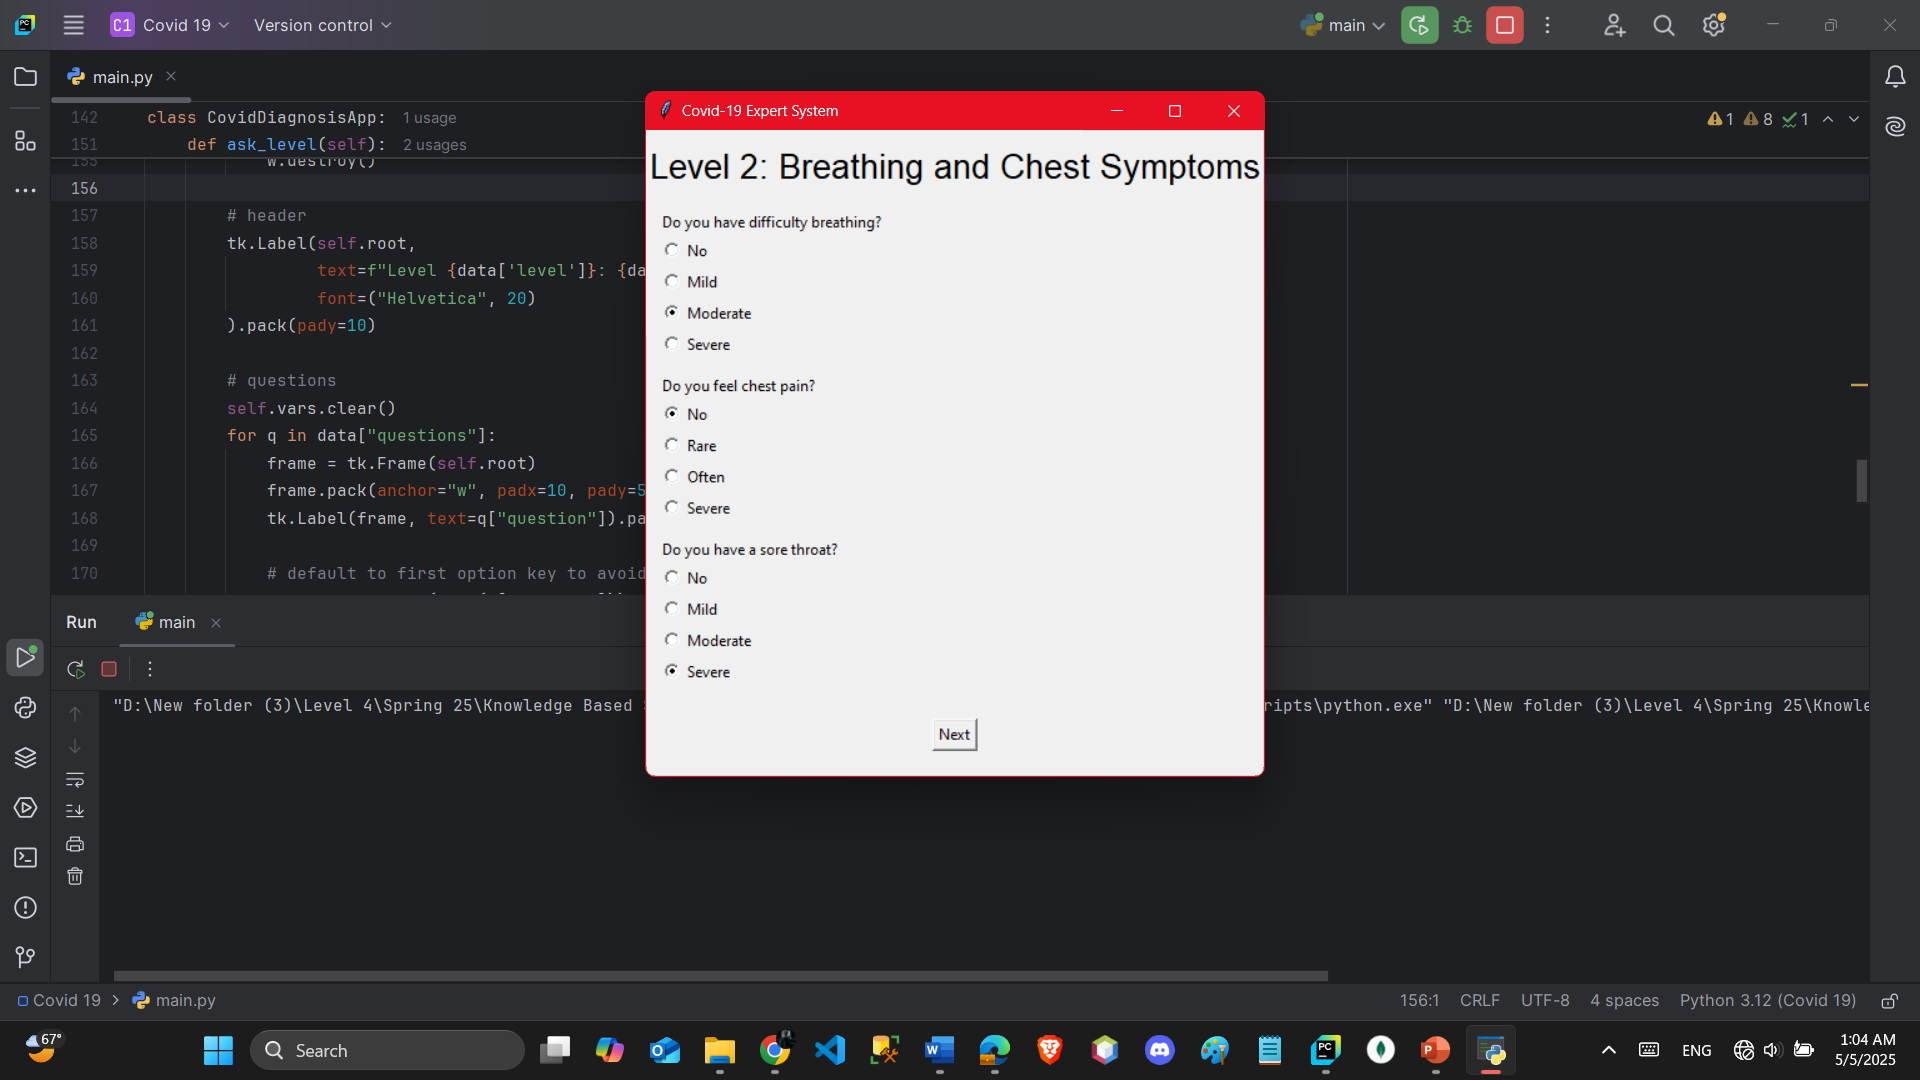 C1 Covid 19 Version control main
main.py
142 class CovidDiagnosisApp: 1 usage
1 8 1
151 def ask_level(self): 2 usages
155 w.destroy()
156
157 # header
158 tk.Label(self.root,
159 text=f"Level {data['level']}: {da
160 font=("Helvetica", 20)
161 ).pack(pady=10)
162
163 # questions
164 self.vars.clear()
165 for q in data["questions"]:
166 frame = tk.Frame(self.root)
167 frame.pack(anchor="w", padx=10, pady=5
168 tk.Label(frame, text=q["question"]).pa
169
170 # default to first option key to avoid
Covid-19 Expert System
Level 2: Breathing and Chest Symptoms
Do you have difficulty breathing?
No
Mild
Moderate
Severe
Do you feel chest pain?
No
Rare
Often
Severe
Do you have a sore throat?
No
Mild
Moderate
Severe
Next
Run main
"D:\New folder (3)\Level 4\Spring 25\Knowledge Based
ripts\python.exe" "D:\New folder (3)\Level 4\Spring 25\Knowle
Covid 19 main.py
156:1 CRLF UTF-8 4 spaces Python 3.12 (Covid 19)
67°
Search
ENG
1:04 AM
5/5/2025